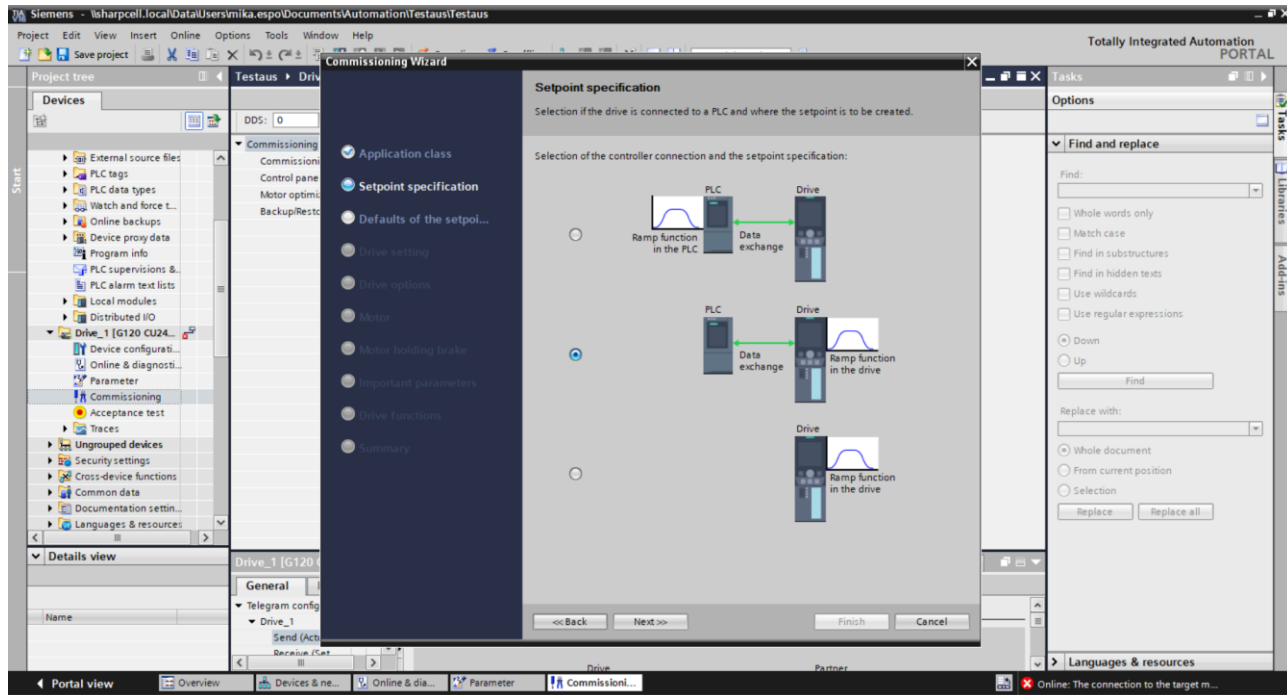 Siemens - \\sharpcell.local\Data\Users\mika.espo\Documents\Automation\Testaus\Testaus
Project Edit View Insert Online Options Tools Window Help
Totally Integrated Automation
PORTAL
Save project
Project tree
Devices
Start
External source files
PLC tags
PLC data types
Watch and force t...
Online backups
Device proxy data
Program info
PLC supervisions &..
PLC alarm text lists
Local modules
Distributed I/O
Drive_1 [G120 CU24...
Device configurati...
Online & diagnosti...
Parameter
Commissioning
Acceptance test
Traces
Ungrouped devices
Security settings
Cross-device functions
Common data
Documentation settin...
Languages & resources
Details view
Name
Testaus
DDS: 0
Commissioning
Commissioni
Control pane
Motor optimi
Backup/Resto
Drive_1 [G120
General
Telegram config
Drive_1
Send (Actu
Receive (Set
Drive
Partner
Commissioning Wizard
Application class
Setpoint specification
Defaults of the setpoi...
Drive setting
Drive options
Motor
Motor holding brake
Important parameters
Drive functions
Summary
Setpoint specification
Selection if the drive is connected to a PLC and where the setpoint is to be created.
Selection of the controller connection and the setpoint specification:
PLC Drive
Ramp function
in the PLC
Data
exchange
PLC Drive
Data
exchange
Ramp function
in the drive
Drive
Ramp function
in the drive
<< Back Next >> Finish Cancel
Tasks
Options
Find and replace
Find:
Whole words only
Match case
Find in substructures
Find in hidden texts
Use wildcards
Use regular expressions
Down
Up
Find
Replace with:
Whole document
From current position
Selection
Replace Replace all
Languages & resources
Tasks
Libraries
Add-ins
Portal view Overview Devices & ne... Online & dia... Parameter Commissioni...
Online: The connection to the target m...